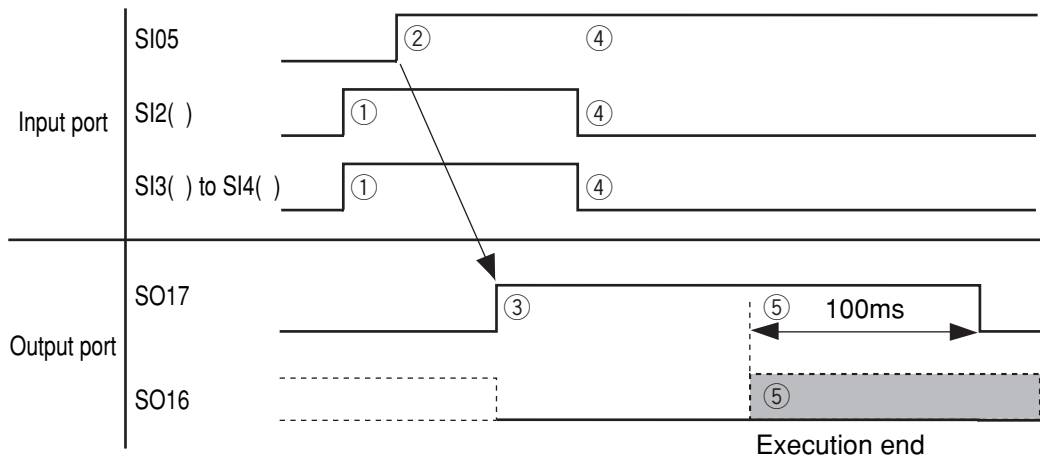 SI05 ② ④
Input port
SI2( ) ① ④
SI3( ) to SI4( ) ① ④
SO17 ③ ⑤ 100ms
Output port
SO16 ⑤
Execution end